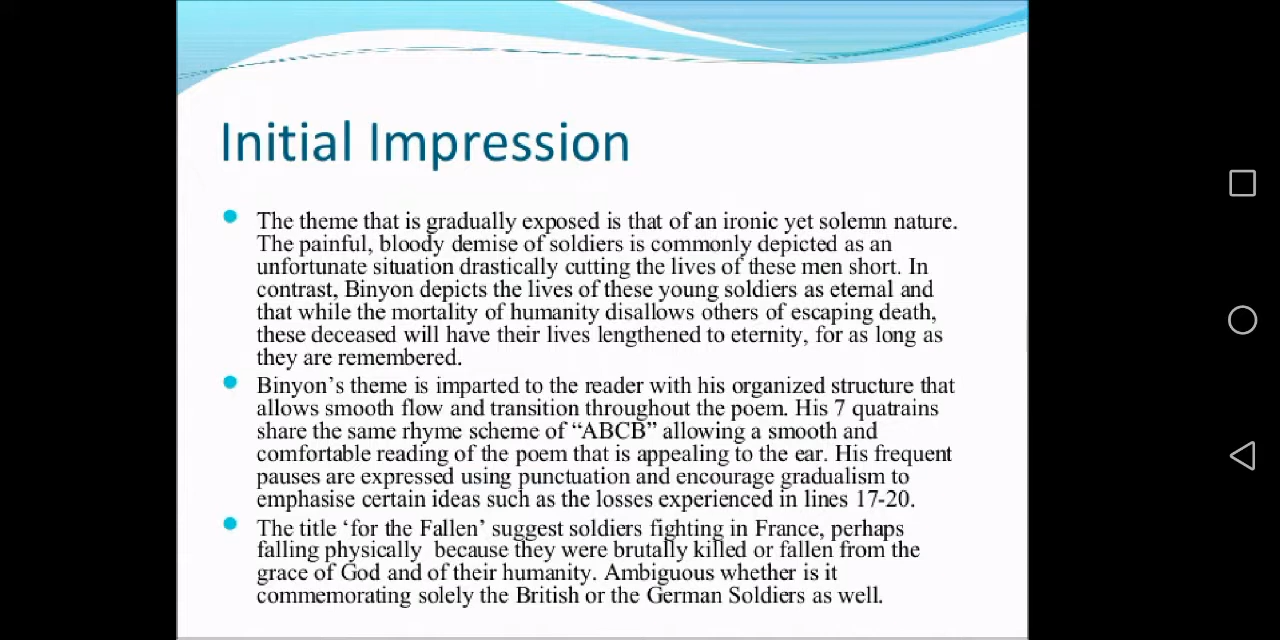 Initial Impression
The theme that is gradually exposed is that of an ironic yet solemn nature.
The painful, bloody demise of soldiers is commonly depicted as an
unfortunate situation drastically cutting the lives of these men short. In
contrast, Binyon depicts the lives of these young soldiers as eternal and
that while the mortality of humanity disallows others of escaping death,
these deceased will have their lives lengthened to eternity, for as long as
they are remembered.
Binyon's theme is imparted to the reader with his organized structure that
allows smooth flow and transition throughout the poem. His 7 quatrains
share the same rhyme scheme of “ABCB” allowing a smooth and
comfortable reading of the poem that is appealing to the ear. His frequent
pauses are expressed using punctuation and encourage gradualism to
emphasise certain ideas such as the losses experienced in lines 17-20.
The title ‘for the Fallen’ suggest soldiers fighting in France, perhaps
falling physically because they were brutally killed or fallen from the
grace of God and of their humanity. Ambiguous whether is it
commemorating solely the British or the German Soldiers as well.